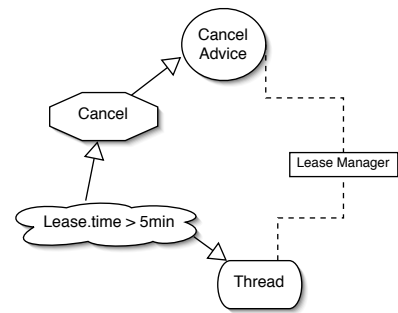 Cancel
Advice
Cancel
Lease Manager
Lease.time > 5min
Thread